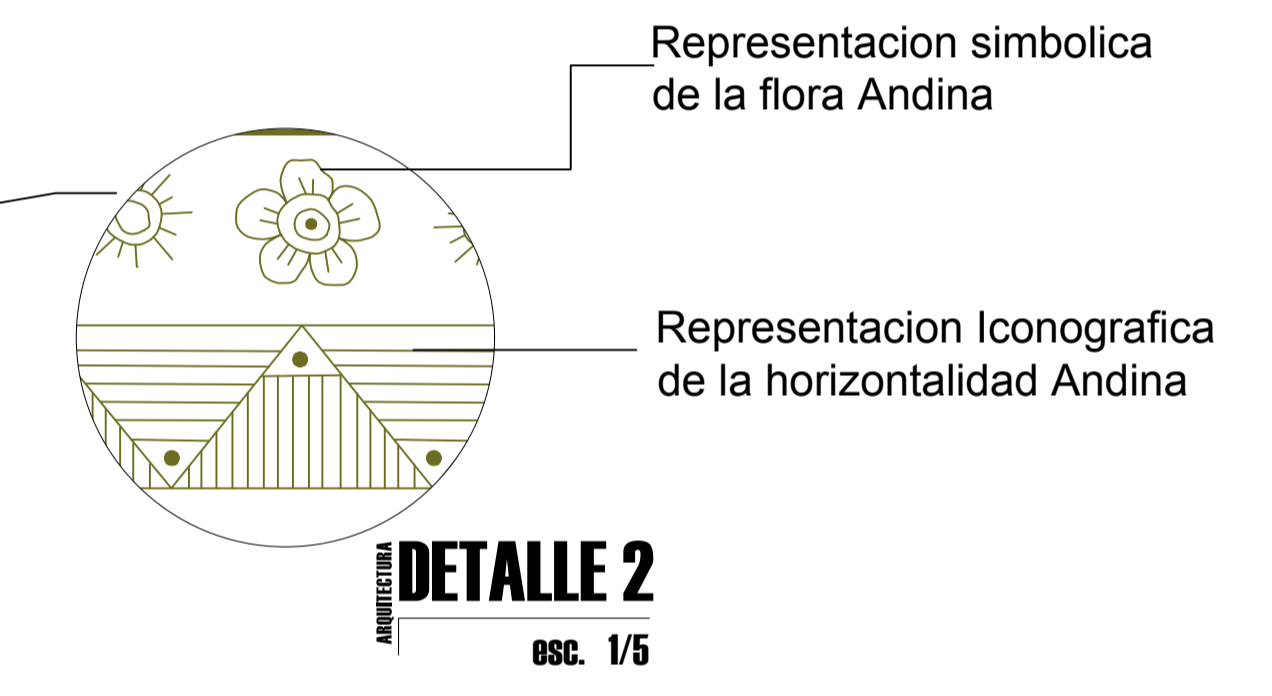 Representacion simbolica
de la flora Andina
Representacion Iconografica
de la horizontalidad Andina
ARQUITECTURA
DETALLE 2
esc. 1/5